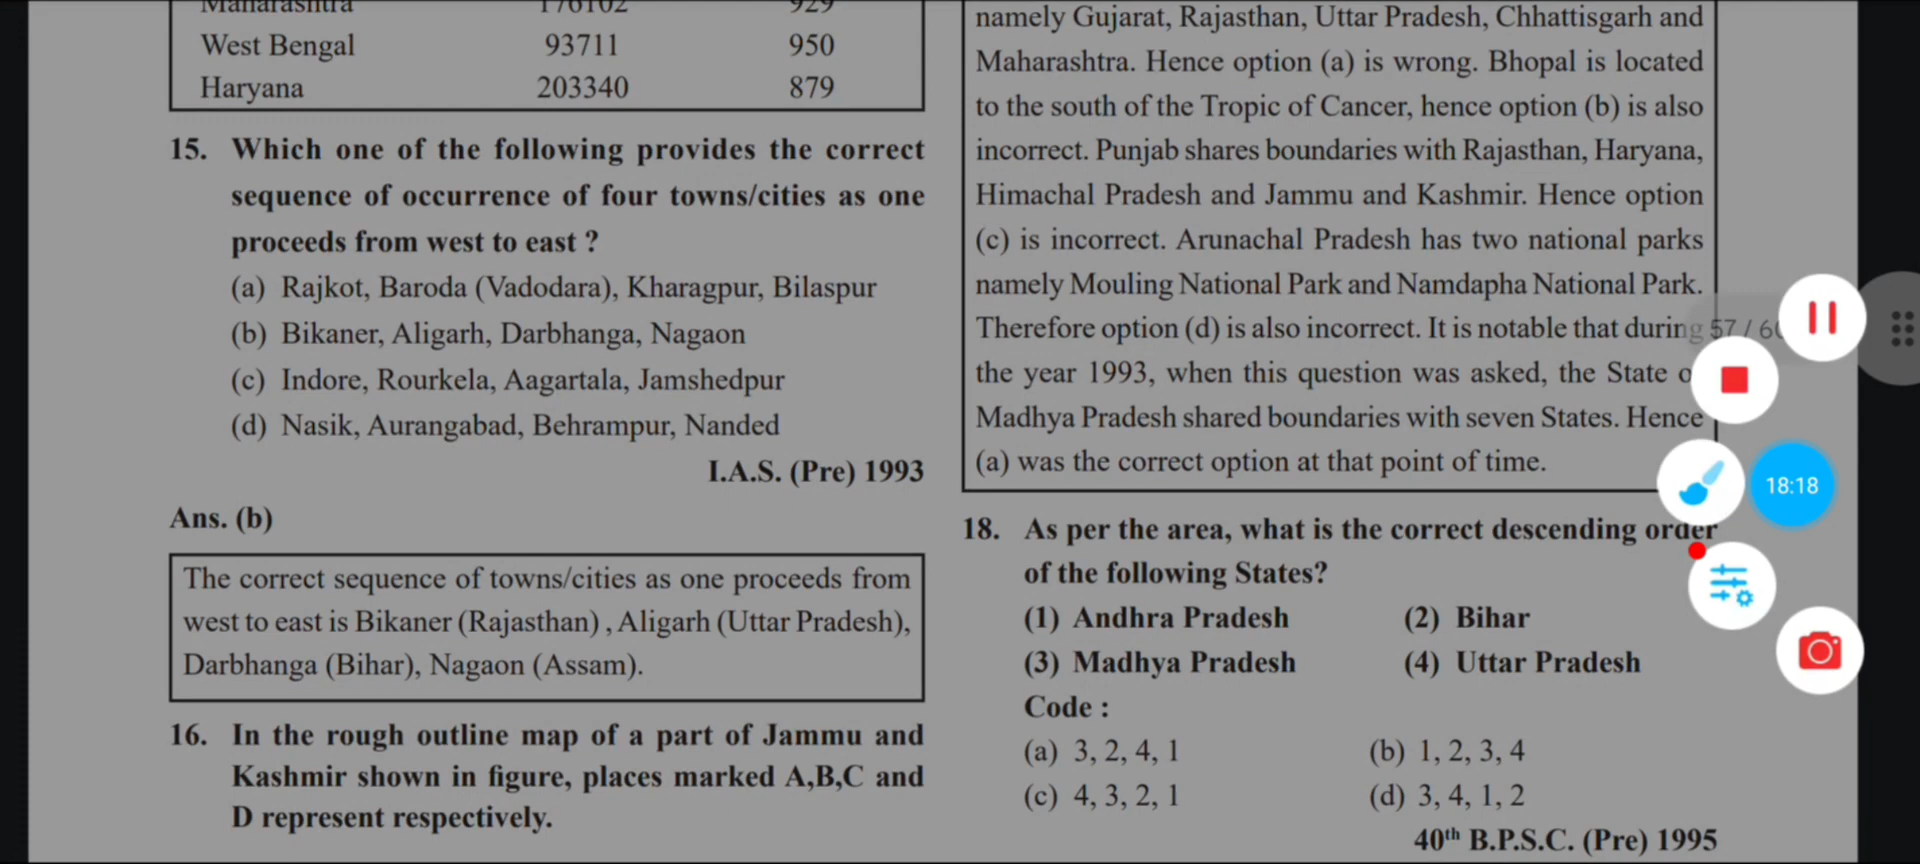 Maharashtra 176102 929
West Bengal 93711 950
Haryana 203340 879
15. Which one of the following provides the correct
sequence of occurrence of four towns/cities as one
proceeds from west to east ?
(a) Rajkot, Baroda (Vadodara), Kharagpur, Bilaspur
(b) Bikaner, Aligarh, Darbhanga, Nagaon
(c) Indore, Rourkela, Aagartala, Jamshedpur
(d) Nasik, Aurangabad, Behrampur, Nanded
I.A.S. (Pre) 1993
Ans. (b)
The correct sequence of towns/cities as one proceeds from
west to east is Bikaner (Rajasthan) , Aligarh (Uttar Pradesh),
Darbhanga (Bihar), Nagaon (Assam).
16. In the rough outline map of a part of Jammu and
Kashmir shown in figure, places marked A,B,C and
D represent respectively.
namely Gujarat, Rajasthan, Uttar Pradesh, Chhattisgarh and
Maharashtra. Hence option (a) is wrong. Bhopal is located
to the south of the Tropic of Cancer, hence option (b) is also
incorrect. Punjab shares boundaries with Rajasthan, Haryana,
Himachal Pradesh and Jammu and Kashmir. Hence option
(c) is incorrect. Arunachal Pradesh has two national parks
namely Mouling National Park and Namdapha National Park.
Therefore option (d) is also incorrect. It is notable that during
the year 1993, when this question was asked, the State
Madhya Pradesh shared boundaries with seven States. Hence
(a) was the correct option at that point of time.
18. As per the area, what is the correct descending order
of the following States?
(1) Andhra Pradesh (2) Bihar
(3) Madhya Pradesh (4) Uttar Pradesh
Code :
(a) 3, 2, 4, 1 (b) 1, 2, 3, 4
(c) 4, 3, 2, 1 (d) 3, 4, 1, 2
40th B.P.S.C. (Pre) 1995
57 /
18:18